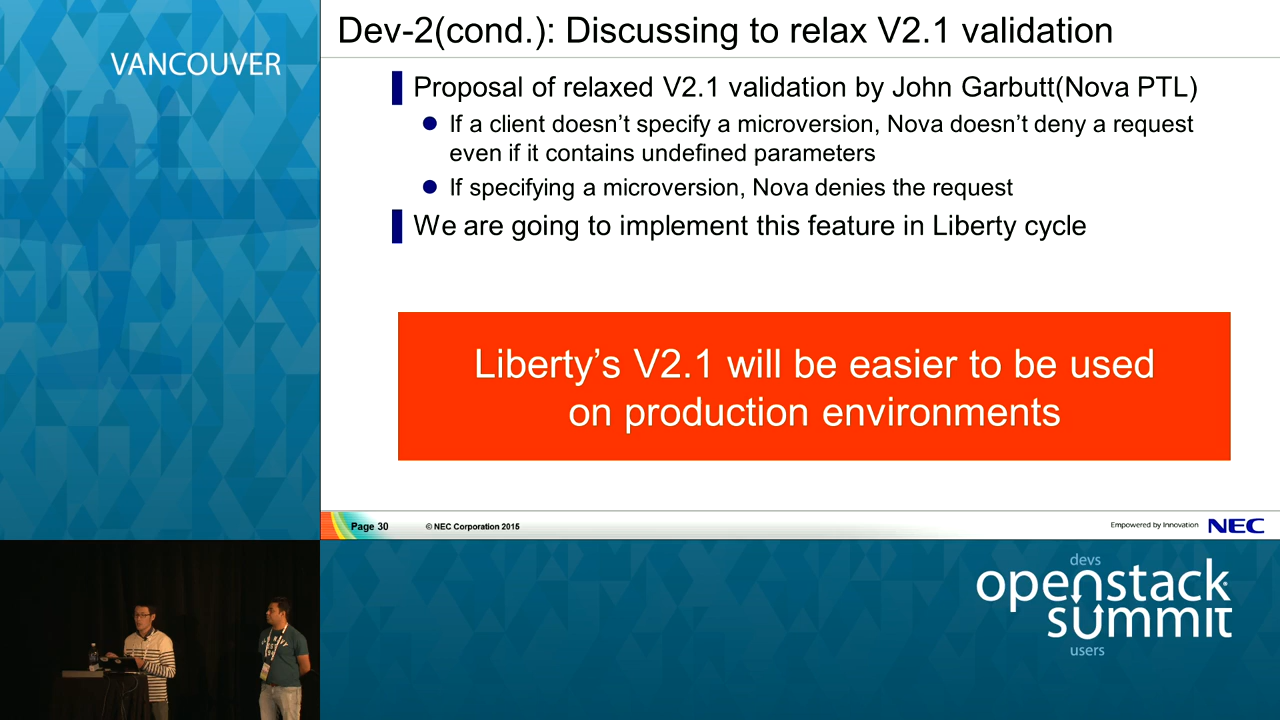 VANCOUVER
Dev-2(cond.): Discussing to relax V2.1 validation
Proposal of relaxed V2.1 validation by John Garbutt(Nova PTL)
If a client doesn't specify a microversion, Nova doesn't deny a request
even if it contains undefined parameters
If specifying a microversion, Nova denies the request
We are going to implement this feature in Liberty cycle
Liberty's V2.1 will be easier to be used
on production environments
Page 30
© NEC Corporation 2015
Empowered by Innovation
NEC
devs
openstack
summit
users